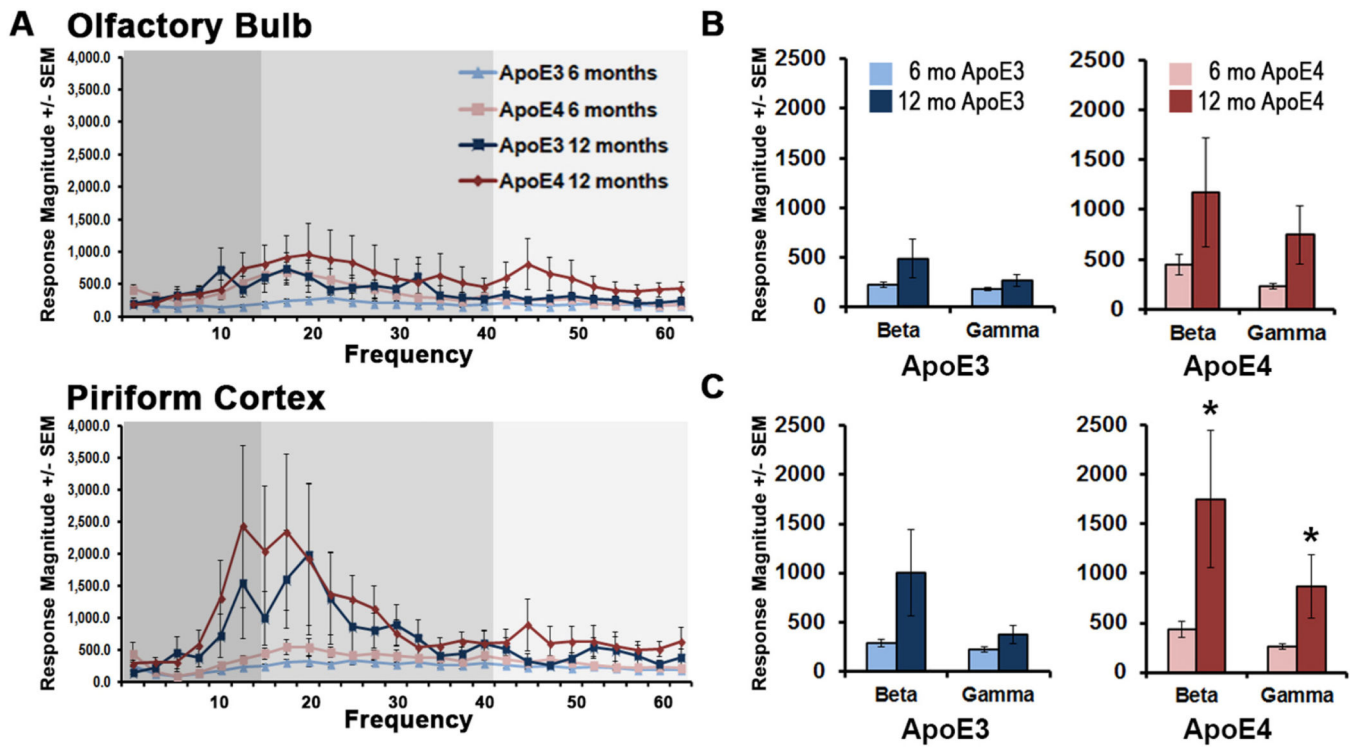 A
Olfactory Bulb
Response Magnitude +/- SEM
4,000.0
3,500.0
3,000.0
2,500.0
2,000.0
1,500.0
1,000.0
500.0
0.0
ApoE3 6 months
ApoE4 6 months
ApoE3 12 months
ApoE4 12 months
10 20 30 40 50 60
Frequency
Piriform Cortex
Response Magnitude +/- SEM
4,000.0
3,500.0
3,000.0
2,500.0
2,000.0
1,500.0
1,000.0
500.0
0.0
10 20 30 40 50 60
Frequency
B
Response Magnitude +/- SEM
2500
2000
1500
1000
500
0
6 mo ApoE3
12 mo ApoE3
Beta Gamma
ApoE3
2500
2000
1500
1000
500
0
6 mo ApoE4
12 mo ApoE4
Beta Gamma
ApoE4
C
Response Magnitude +/- SEM
2500
2000
1500
1000
500
0
Beta Gamma
ApoE3
2500
2000
1500
1000
500
0
*
*
Beta Gamma
ApoE4